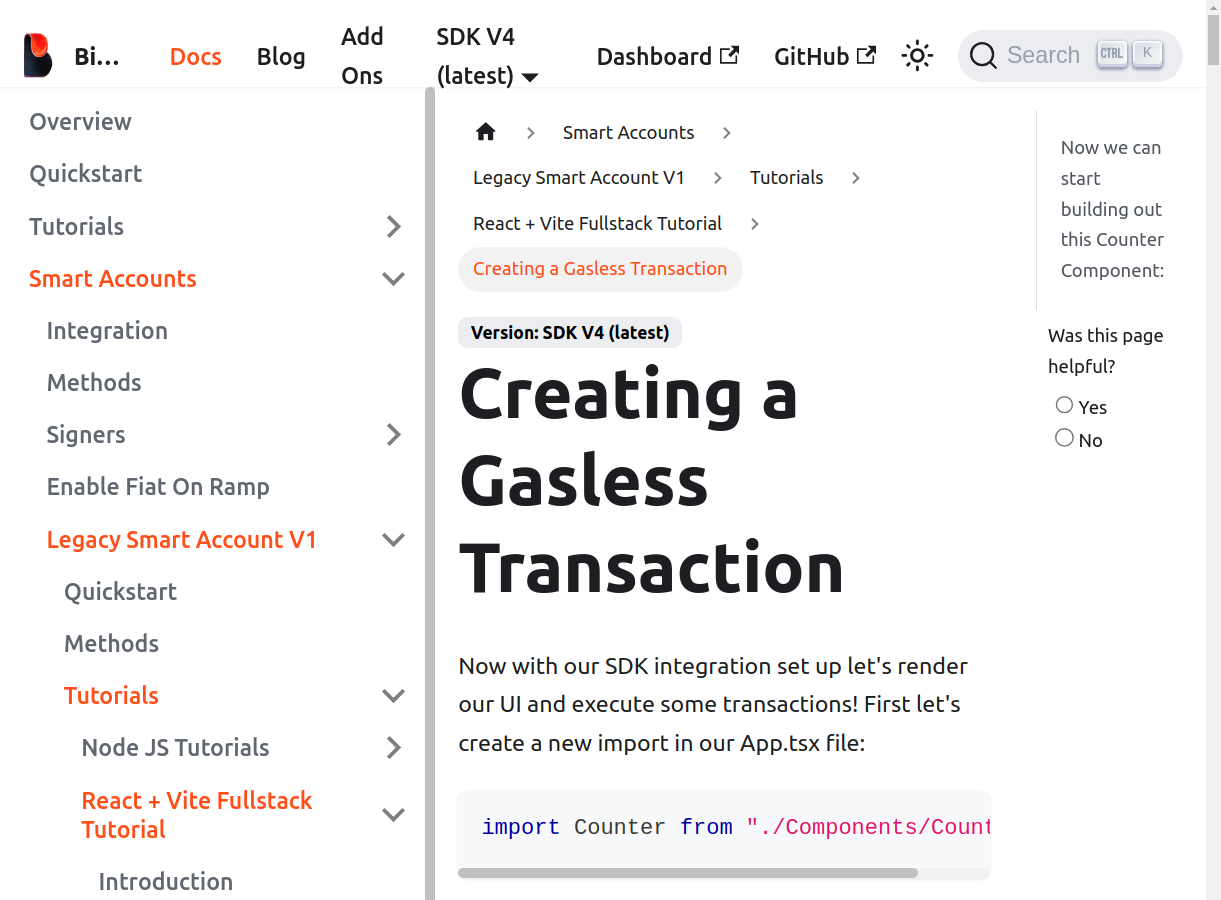 Bi...
Docs
Blog
Add
Ons
SDK V4
(latest)
Dashboard
GitHub
Search
CTRL
K
Overview
Quickstart
Tutorials
Smart Accounts
Integration
Methods
Signers
Enable Fiat On Ramp
Legacy Smart Account V1
Quickstart
Methods
Tutorials
Node JS Tutorials
React + Vite Fullstack
Tutorial
Introduction
Smart Accounts
Legacy Smart Account V1
Tutorials
React + Vite Fullstack Tutorial
Creating a Gasless Transaction
Version: SDK V4 (latest)
Creating a
Gasless
Transaction
Now with our SDK integration set up let's render
our UI and execute some transactions! First let's
create a new import in our App.tsx file:
import Counter from "./Components/Count
Now we can
start
building out
this Counter
Component:
Was this page
helpful?
Yes
No